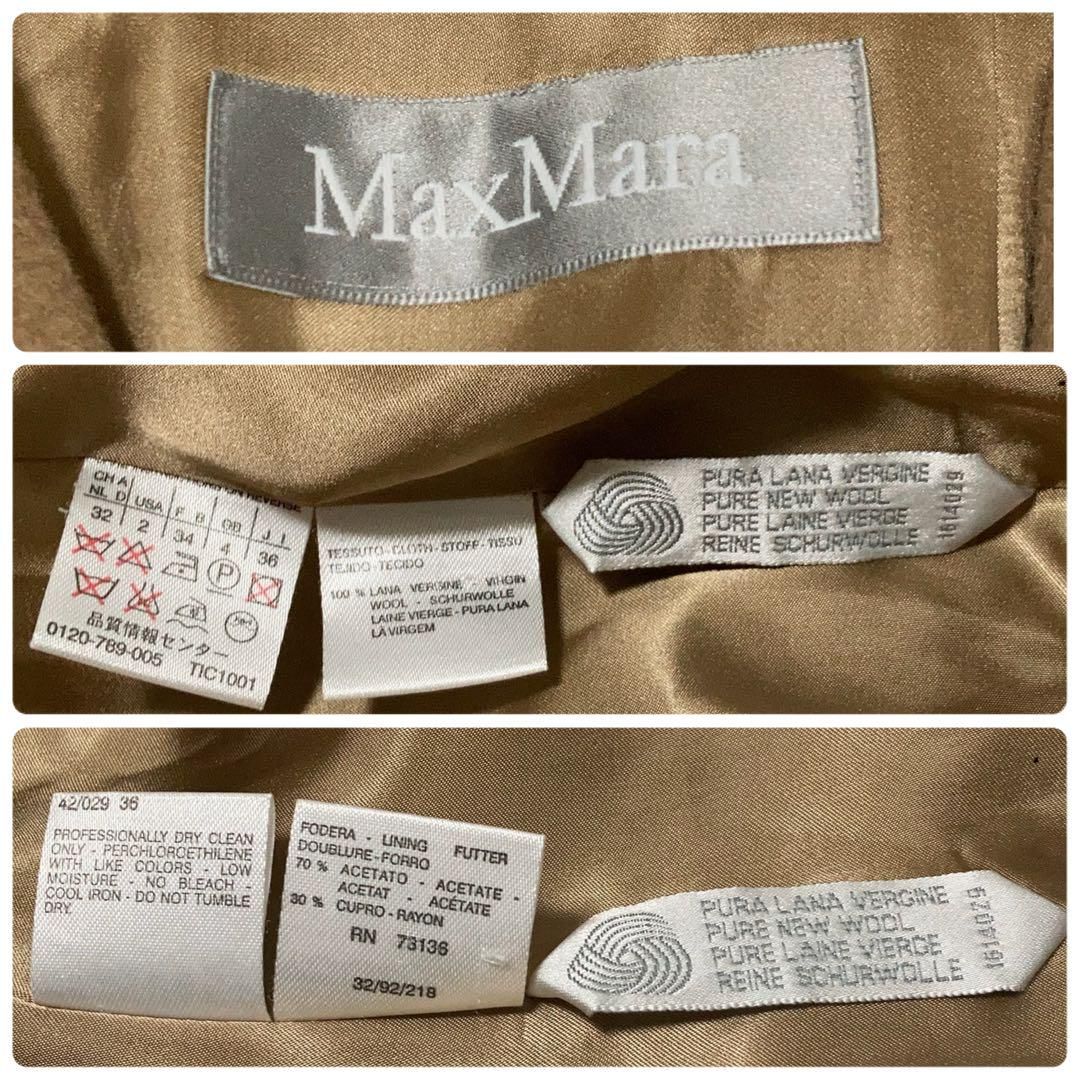 MaxMara
CH A
NL D USA F B GB J I
32 2 34 4 36
P
品質情報センター
0120-789-005 TIC1001
TESSUTO-CLOTH-STOFF-TISSU
TEJIDO-TECIDO
100 % LANA VERGINE - VIRGIN
WOOL - SCHURWOLLE
LAINE VIERGE - PURA LANA
LÃ VIRGEM
PURA LANA VERGINE
PURE NEW WOOL
PURE LAINE VIERGE
REINE SCHURWOLLE
1614029
42/029 36
PROFESSIONALLY DRY CLEAN
ONLY - PERCHLOROETHILENE
WITH LIKE COLORS - LOW
MOISTURE - NO BLEACH -
COOL IRON - DO NOT TUMBLE
DRY.
FODERA - LINING FUTTER
DOUBLURE-FORRO
70 % ACETATO - ACETATE
ACETAT - ACÉTATE -
30 % CUPRO-RAYON
RN 73136
32/92/218
PURA LANA VERGINE
PURE NEW WOOL
PURE LAINE VIERGE
REINE SCHURWOLLE
1614029